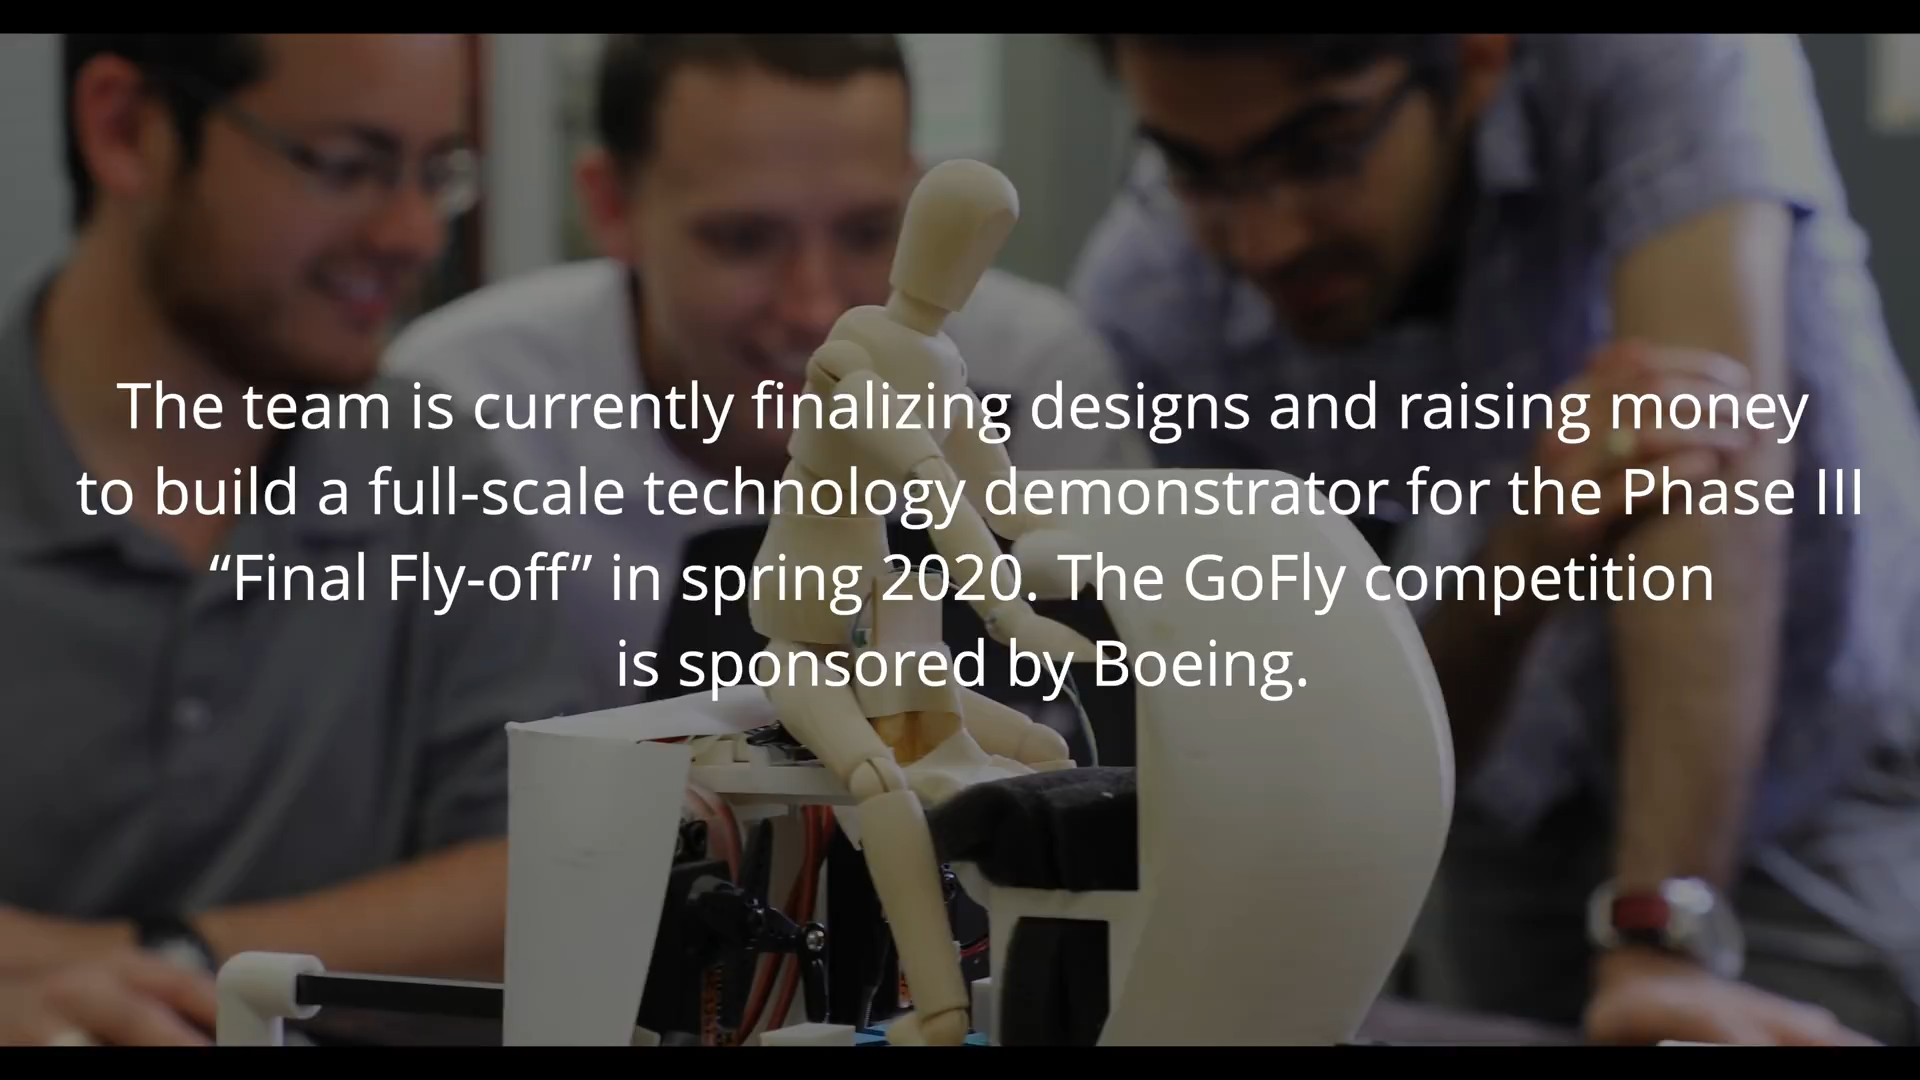 The team is currently finalizing designs and raising money
to build a full-scale technology demonstrator for the Phase III
“Final Fly-off” in spring 2020. The GoFly competition
is sponsored by Boeing.